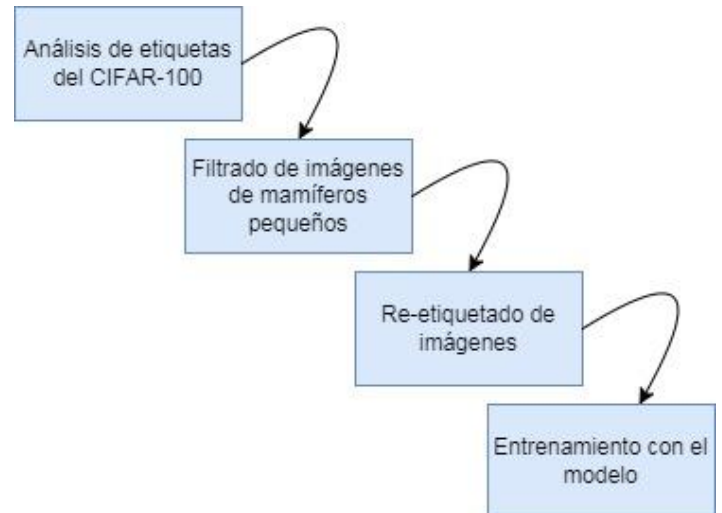 Análisis de etiquetas
del CIFAR-100
Filtrado de imágenes
de mamíferos
pequeños
Re-etiquetado de
imágenes
Entrenamiento con el
modelo